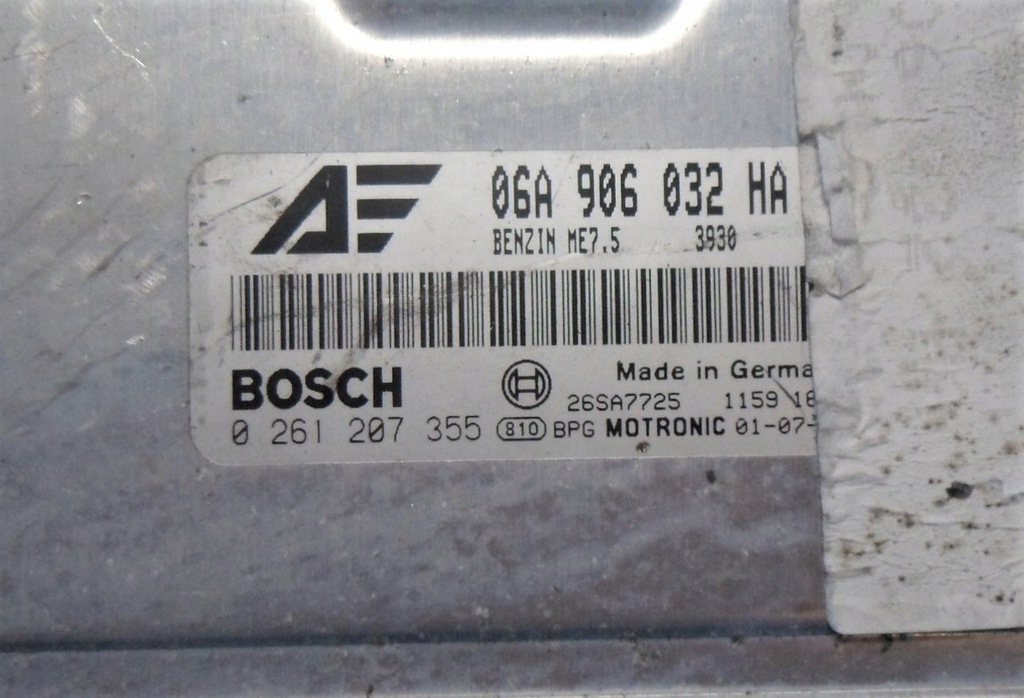 AE 06A 906 032 HA
BENZIN ME7.5 3930
BOSCH Made in Germa
26SA7725 1159 18
0 261 207 355 810 BPG MOTRONIC 01-07-